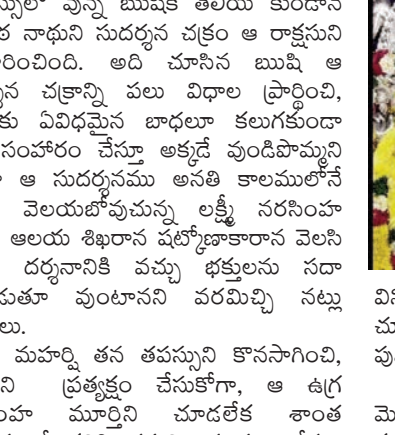 స్సులో వున్న ఋషికి తెలియ కుండానే
ఠ నాథుని సుదర్శన చక్రం ఆ రాక్షసుని
రించింది. అది చూసిన ఋషి ఆ
న చక్రాన్ని పలు విధాల ప్రార్థించి,
కు ఏవిధమైన బాధలూ కలుగకుండా
సంహారం చేస్తూ అక్కడే వుండిపొమ్మని
ఆ సుదర్శనము అనతి కాలములోనే
వెలయబోవుచున్న లక్ష్మీ నరసింహ
ఆలయ శిఖరాన షట్కోణాకారాన వెలసి
దర్శనానికి వచ్చు భక్తులను సదా
డుతూ వుంటానని వరమిచ్చి నట్లు
లు.
మహర్షి తన తపస్సుని కొనసాగించి,
ని ప్రత్యక్షం చేసుకోగా, ఆ ఉగ్ర
ంహ మూర్తిని చూడలేక శాంత
విని
చూ
పు
మె